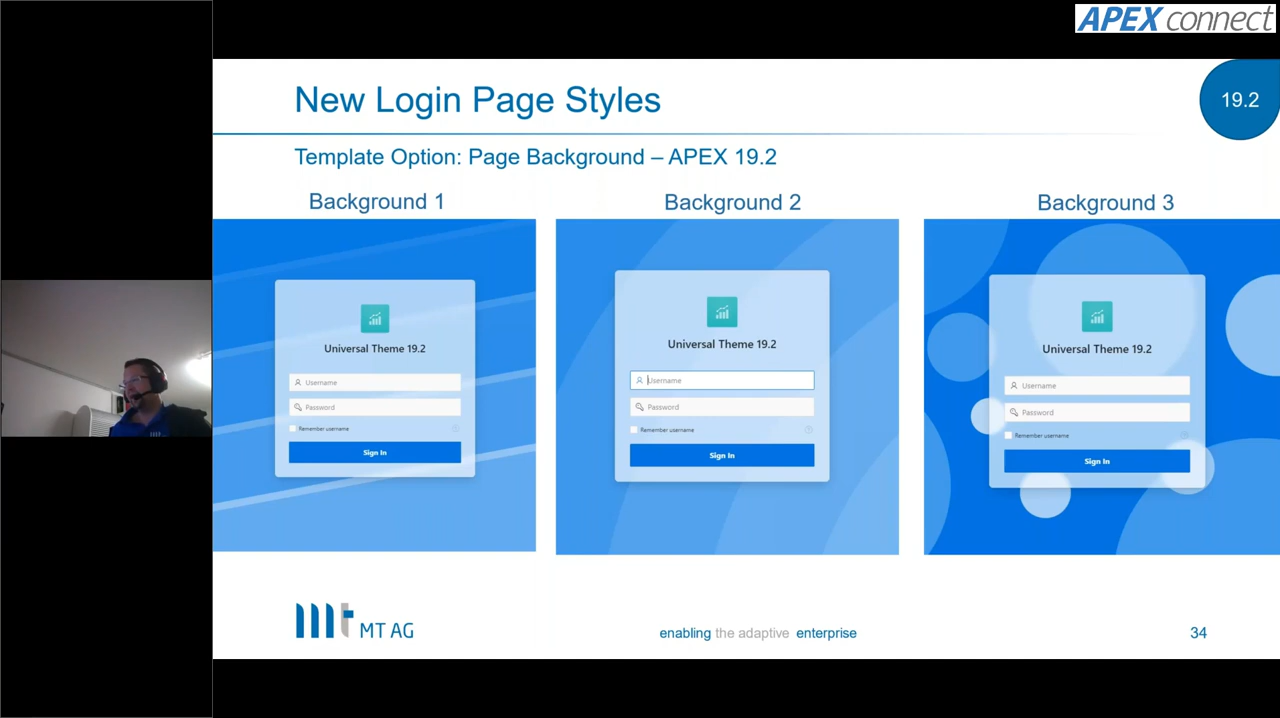 APEX connect
New Login Page Styles
19.2
Template Option: Page Background – APEX 19.2
Background 1
Background 2
Background 3
Universal Theme 19.2
Username
Password
Remember username
Sign In
Universal Theme 19.2
Username
Password
Remember username
Sign In
Universal Theme 19.2
Username
Password
Remember username
Sign In
mt MT AG
enabling the adaptive enterprise
34